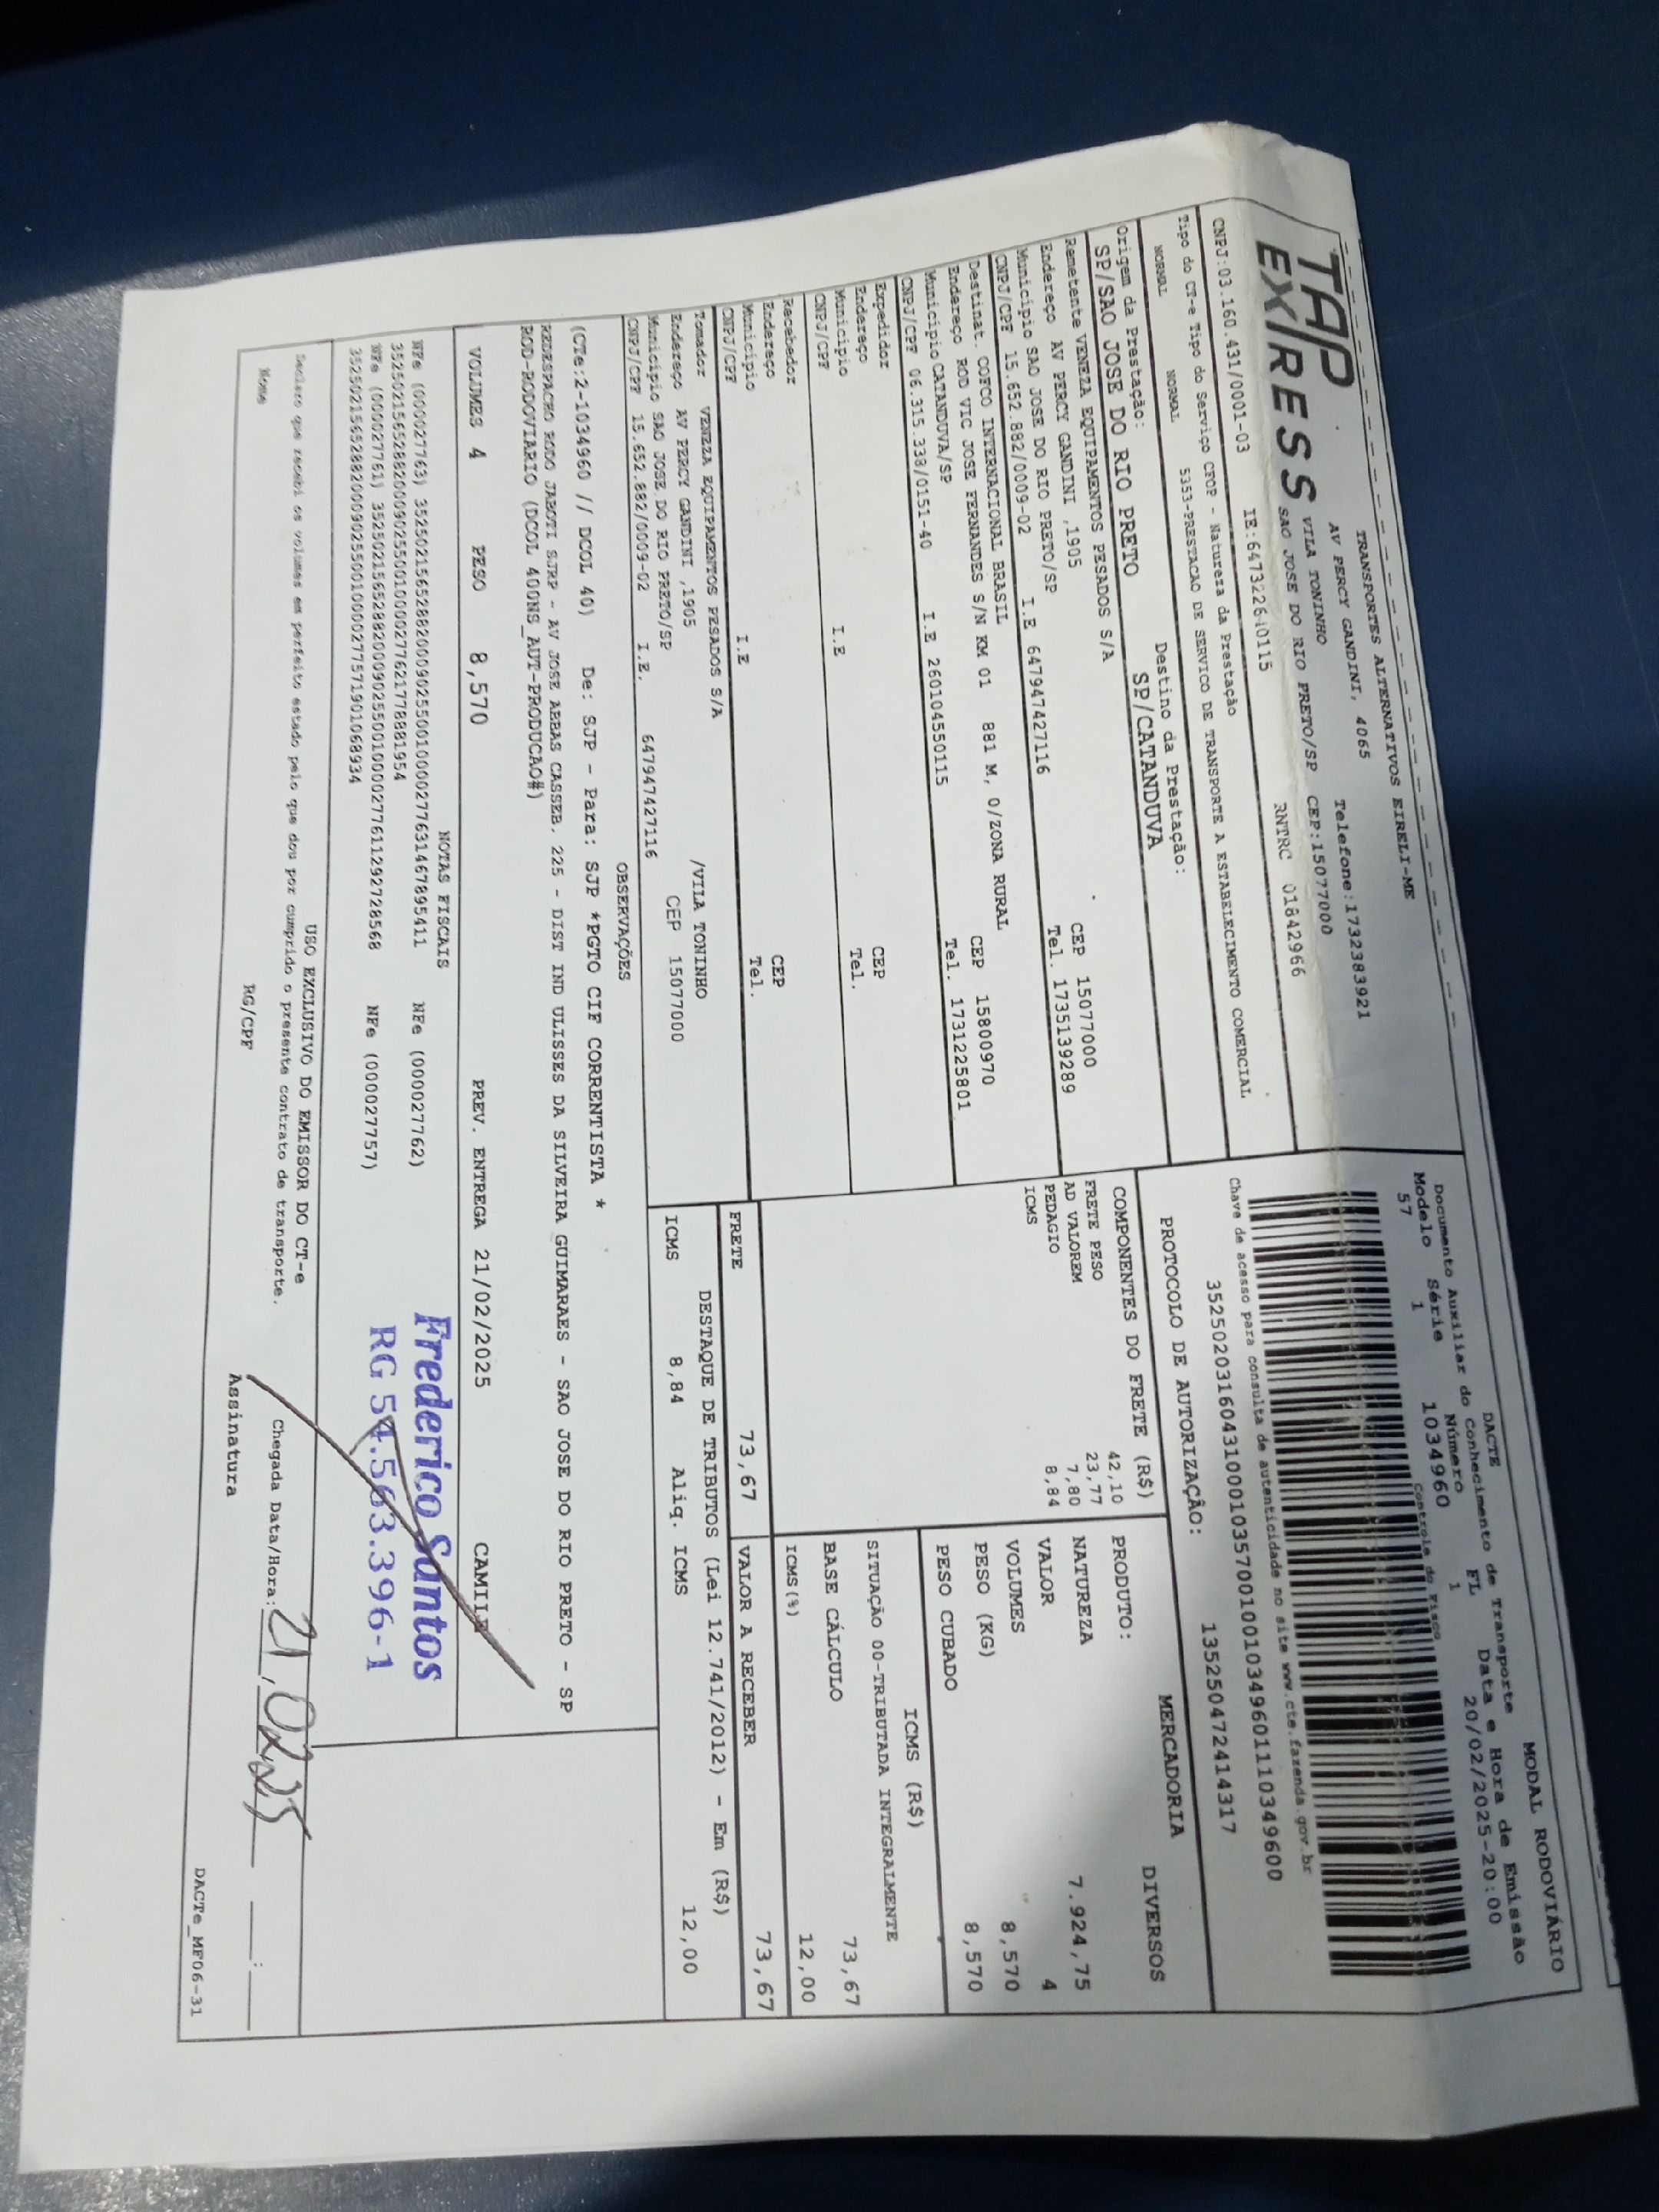 TAP
EXPRESS
TRANSPORTES ALTERNATIVOS EIRELI-ME
AV PERCY GANDINI, 4065
Telefone:1732383921
VILA TONINHO
SAO JOSE DO RIO PRETO/SP CEP:15077000
CNPJ:03.160.431/0001-03 IE:647322640115 RNTRC 01842966
MODAL RODOVIÁRIO
DACTE
Documento Auxiliar do Conhecimento de Transporte
Modelo Série Número FL Data e Hora de Emissão
57 1 1034960 1 20/02/2025-20:00
Controle do Fisco
Chave de acesso para consulta de autenticidade no site www.cte.fazenda.gov.br
35250203160431000103570010010349601110349600
Tipo do CT-e Tipo do Serviço CFOP - Natureza da Prestação
NORMAL NORMAL 5353-PRESTACAO DE SERVICO DE TRANSPORTE A ESTABELECIMENTO COMERCIAL
PROTOCOLO DE AUTORIZAÇÃO: 135250472414317
Origem da Prestação: Destino da Prestação:
SP/SAO JOSE DO RIO PRETO SP/CATANDUVA
Remetente VENEZA EQUIPAMENTOS PESADOS S/A
Endereço AV PERCY GANDINI ,1905 CEP 15077000
Município SAO JOSE DO RIO PRETO/SP Tel. 1735139289
CNPJ/CPF 15.652.882/0009-02 I.E 647947427116
Destinat. COFCO INTERNACIONAL BRASIL
Endereço ROD VIC JOSE FERNANDES S/N KM 01 881 M, 0/ZONA RURAL
CEP 15800970
Município CATANDUVA/SP Tel. 1731225801
CNPJ/CPF 06.315.338/0151-40 I.E 260104550115
Expedidor
Endereço CEP
Município Tel.
CNPJ/CPF I.E
Recebedor
Endereço CEP
Município Tel.
CNPJ/CPF I.E
Tomador VENEZA EQUIPAMENTOS PESADOS S/A
Endereço AV PERCY GANDINI ,1905 /VILA TONINHO
Município SAO JOSE DO RIO PRETO/SP CEP 15077000
CNPJ/CPF 15.652.882/0009-02 I.E. 647947427116
COMPONENTES DO FRETE (R$)
FRETE PESO 42,10
AD VALOREM 23,77
PEDAGIO 7,80
ICMS 8,84
MERCADORIA
PRODUTO: DIVERSOS
NATUREZA
VALOR 7.924,75
VOLUMES 4
PESO (KG) 8,570
PESO CUBADO 8,570
ICMS (R$)
SITUAÇÃO 00-TRIBUTADA INTEGRALMENTE
BASE CÁLCULO 73,67
ICMS(%) 12,00
FRETE 73,67 VALOR A RECEBER 73,67
DESTAQUE DE TRIBUTOS (Lei 12.741/2012) - Em (R$)
ICMS 8,84 Aliq. ICMS 12,00
OBSERVAÇÕES
(CTe:2-1034960 // DCOL 40) De: SJP - Para: SJP *PGTO CIF CORRENTISTA *
REDESPACHO RODO JABOTI SJRP - AV JOSE ABBAS CASSEB. 225 - DIST IND ULISSES DA SILVEIRA GUIMARAES - SAO JOSE DO RIO PRETO - SP
ROD-RODOVIARIO (DCOL 400NS_AUT-PRODUCAO#)
VOLUMES 4 PESO 8,570 PREV. ENTREGA 21/02/2025 CAMILA
NOTAS FISCAIS
NFe (000027763) 35250215652882000902550010000277631467895411 NFe (000027762)
35250215652882000902550010000277621778881954
NFe (000027761) 35250215652882000902550010000277611292728568 NFe (000027757)
35250215652882000902550010000277571901068934
Frederico Santos
RG 54.563.396-1
USO EXCLUSIVO DO EMISSOR DO CT-e
Declaro que recebi os volumes em perfeito estado pelo que dou por cumprido o presente contrato de transporte.
Chegada Data/Hora: 21,02,25
Nome RG/CPF Assinatura
DACTe_MF06-31